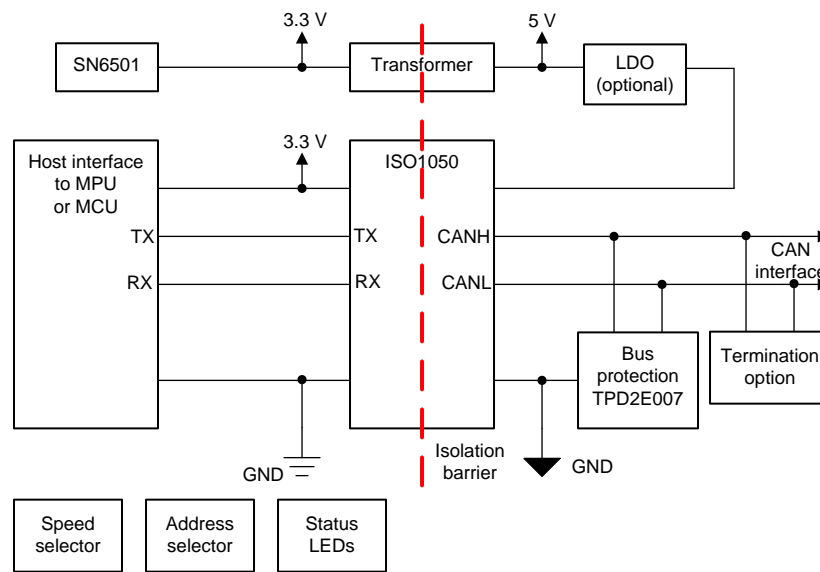 3.3 V
5 V
SN6501
Transformer
LDO
(optional)
3.3 V
Host interface
to MPU
or MCU
ISO1050
TX
TX
CANH
CAN
interface
RX
RX
CANL
Bus
protection
TPD2E007
Termination
option
GND
Isolation
barrier
GND
Speed
selector
Address
selector
Status
LEDs